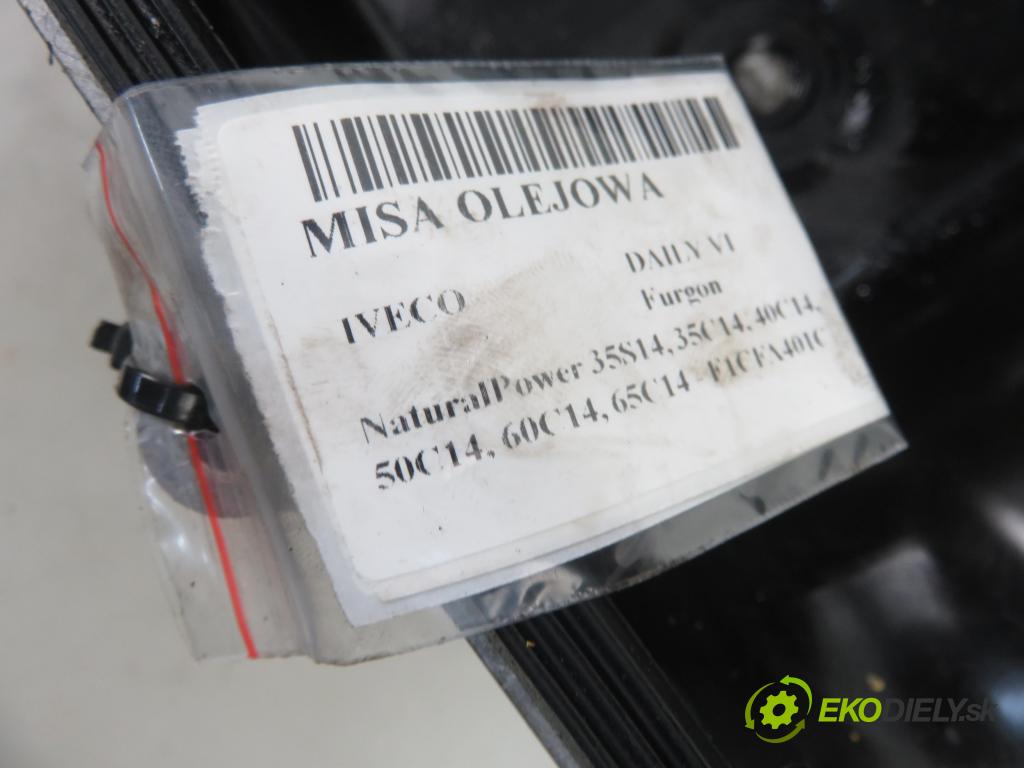 MISA OLEJOWA
IVECO
DAILY VI
Furgon
NaturalPower 35S14, 35C14, 40C14,
50C14, 60C14, 65C14 - F1CFA401C
EKODIELY.sk